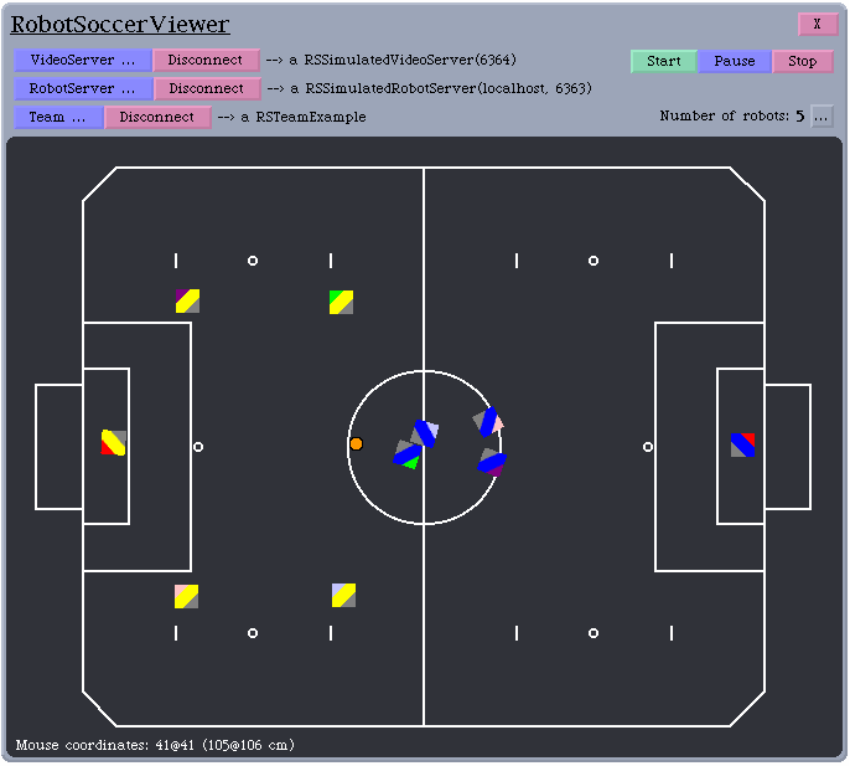 RobotSoccerViewer X
VideoServer ... Disconnect --> a RSSimulatedVideoServer(6364) Start Pause Stop
RobotServer ... Disconnect --> a RSSimulatedRobotServer(localhost, 6363)
Team ... Disconnect --> a RSTeamExample Number of robots: 5 ...
Mouse coordinates: 41@41 (105@106 cm)